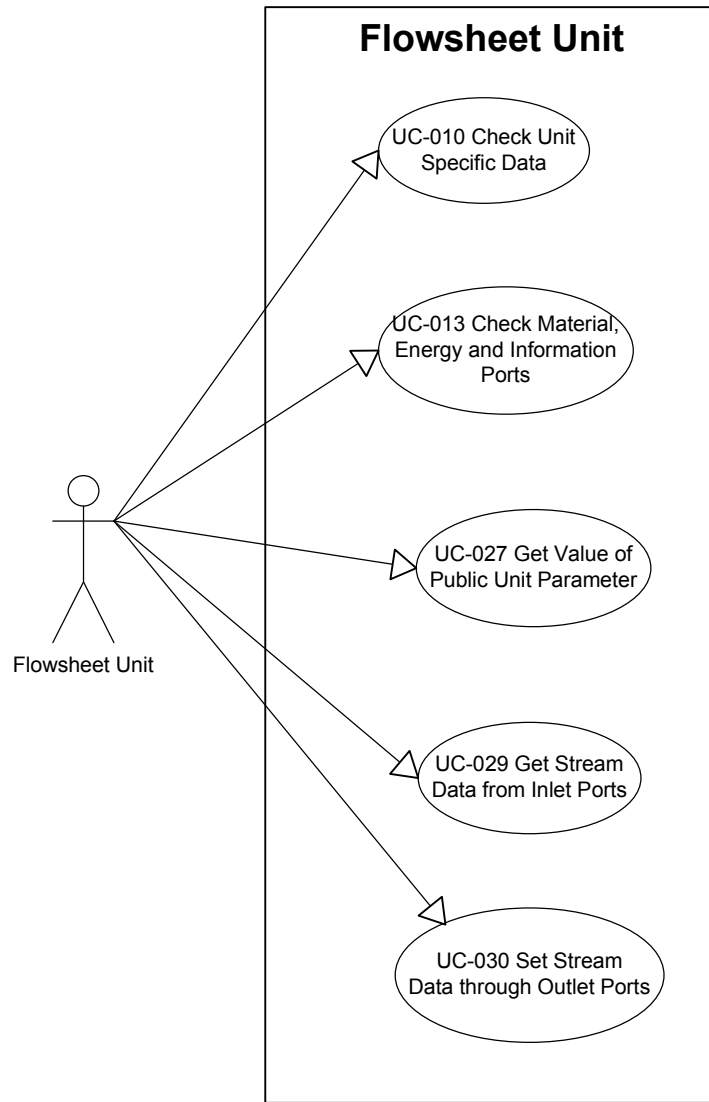 Flowsheet Unit
UC-010 Check Unit
Specific Data
UC-013 Check Material,
Energy and Information
Ports
UC-027 Get Value of
Public Unit Parameter
Flowsheet Unit
UC-029 Get Stream
Data from Inlet Ports
UC-030 Set Stream
Data through Outlet Ports